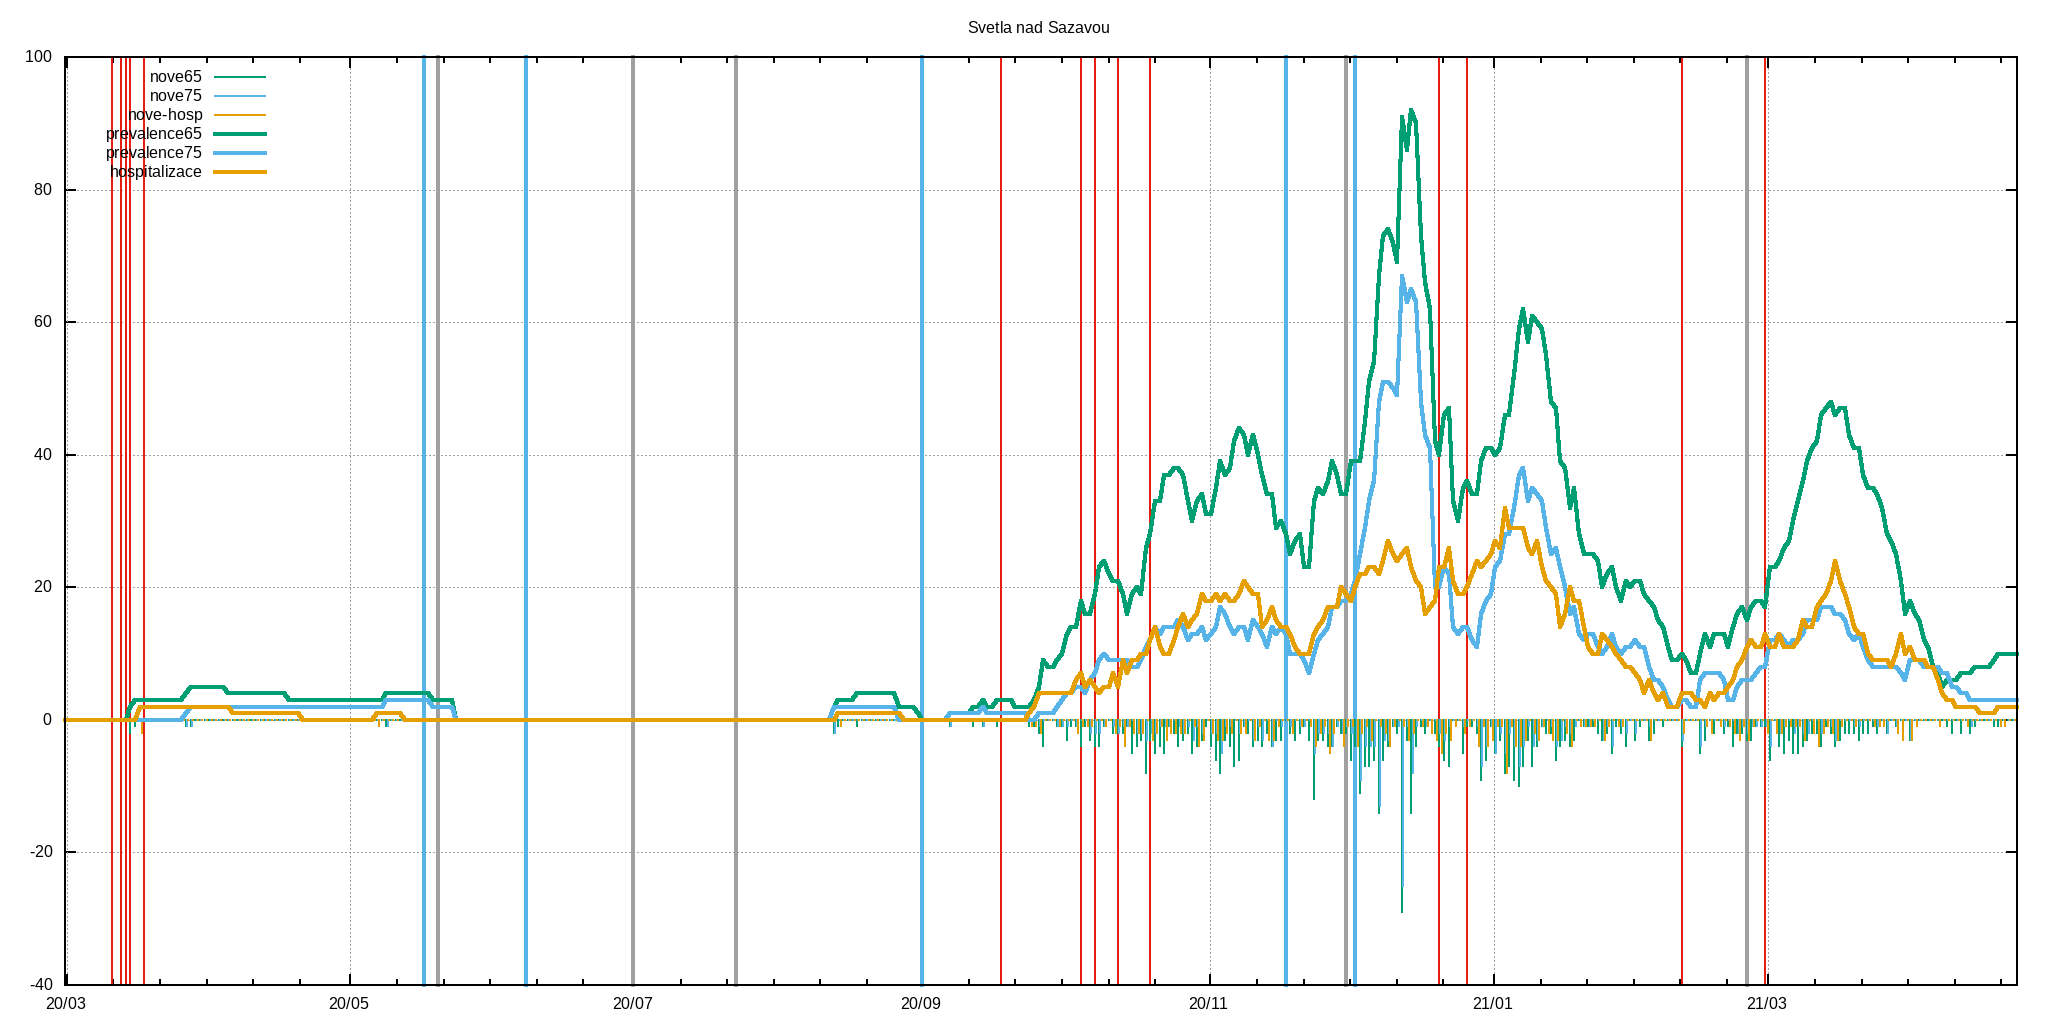 Svetla nad Sazavou
100
80
60
40
20
0
-20
-40
nove65
nove75
nove-hosp
prevalence65
prevalence75
hospitalizace
20/03 20/05 20/07 20/09 20/11 21/01 21/03